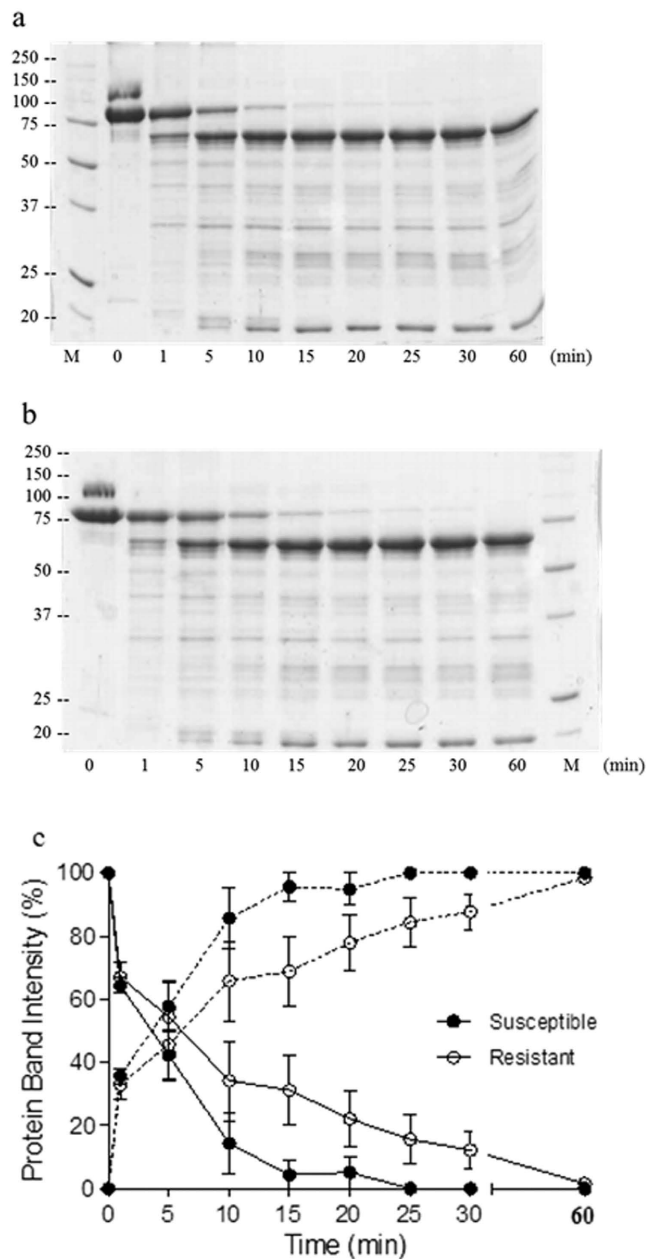 a
250 --
150 --
100 --
75 --
50 --
37 --
25 --
20 --
M 0 1 5 10 15 20 25 30 60 (min)
b
250 --
150 --
100 --
75 --
50 --
37 --
25 --
20 --
0 1 5 10 15 20 25 30 60 M (min)
c
Protein Band Intensity (%)
100
80
60
40
20
0
Susceptible
Resistant
0 5 10 15 20 25 30 60
Time (min)